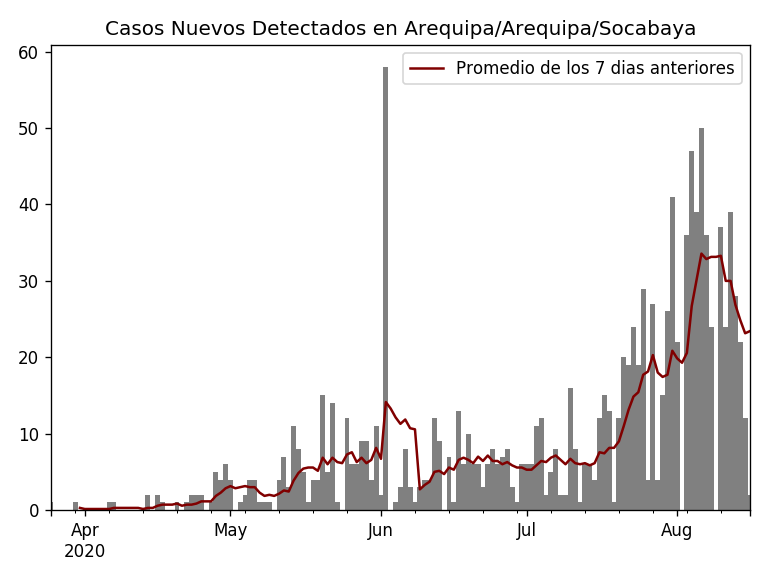 Casos Nuevos Detectados en Arequipa/Arequipa/Socabaya
Promedio de los 7 dias anteriores
60
50
40
30
20
10
0
Apr
2020
May
Jun
Jul
Aug